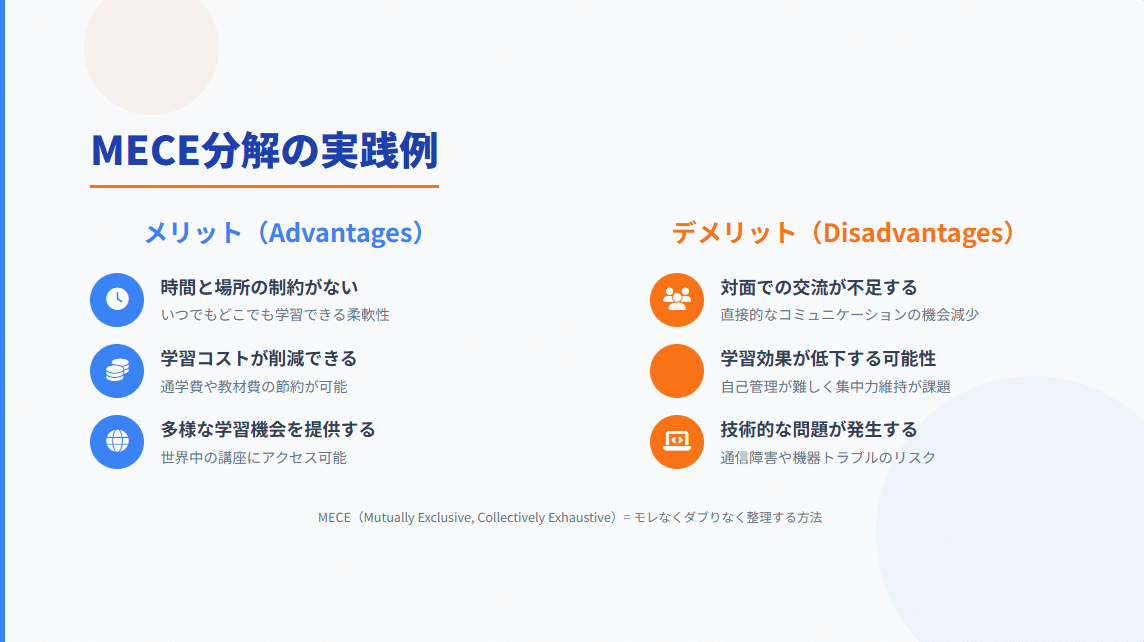 MECE分解の実践例
メリット（Advantages）
時間と場所の制約がない
いつでもどこでも学習できる柔軟性
学習コストが削減できる
通学費や教材費の節約が可能
多様な学習機会を提供する
世界中の講座にアクセス可能
デメリット（Disadvantages）
対面での交流が不足する
直接的なコミュニケーションの機会減少
学習効果が低下する可能性
自己管理が難しく集中力維持が課題
技術的な問題が発生する
通信障害や機器トラブルのリスク
MECE（Mutually Exclusive, Collectively Exhaustive）= モレなくダブりなく整理する方法